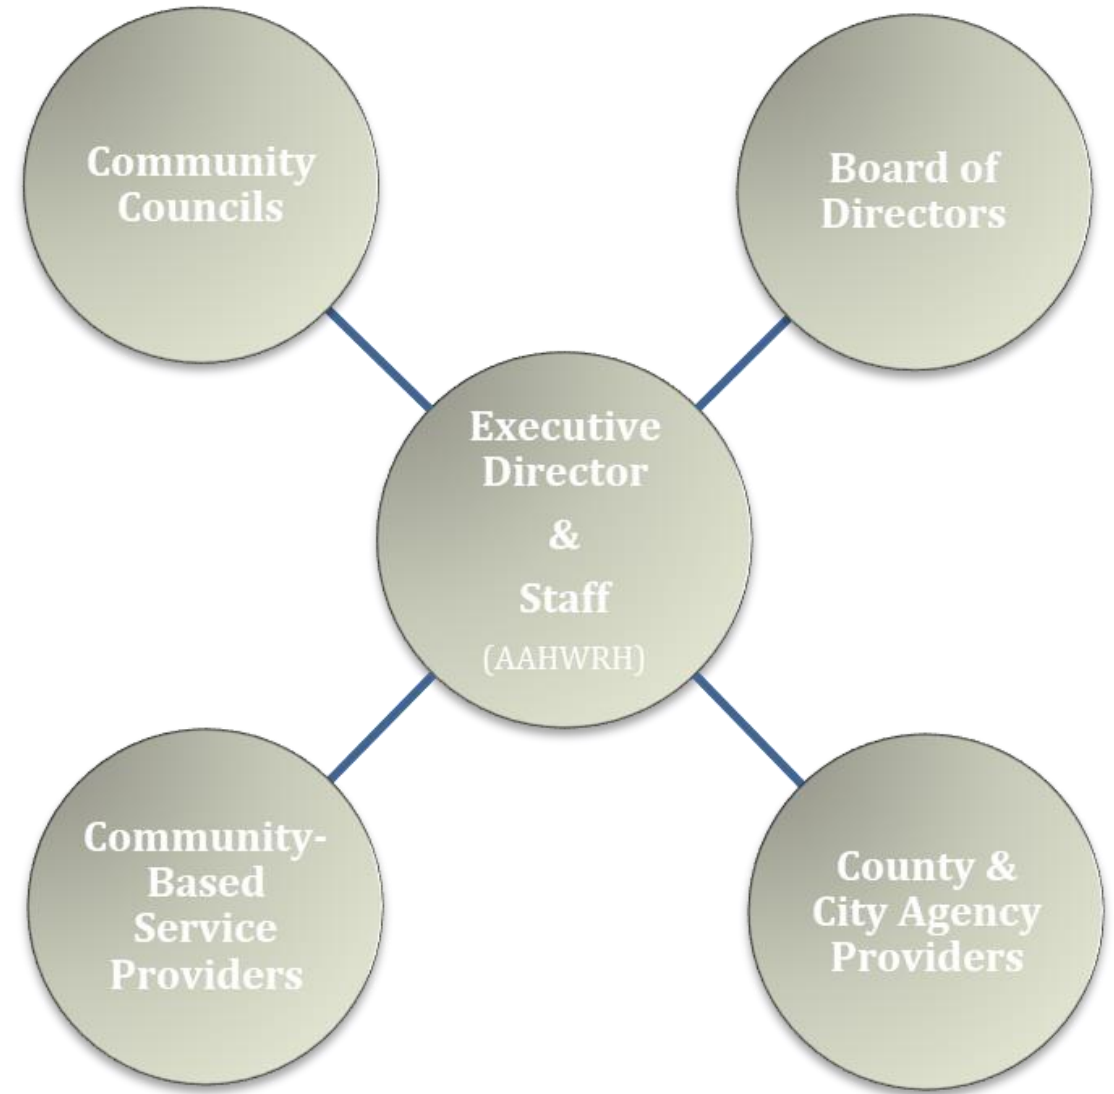 Community
Councils
Board of
Directors
Executive
Director
&
Staff
(AAHWRH)
Community-
Based
Service
Providers
County &
City Agency
Providers